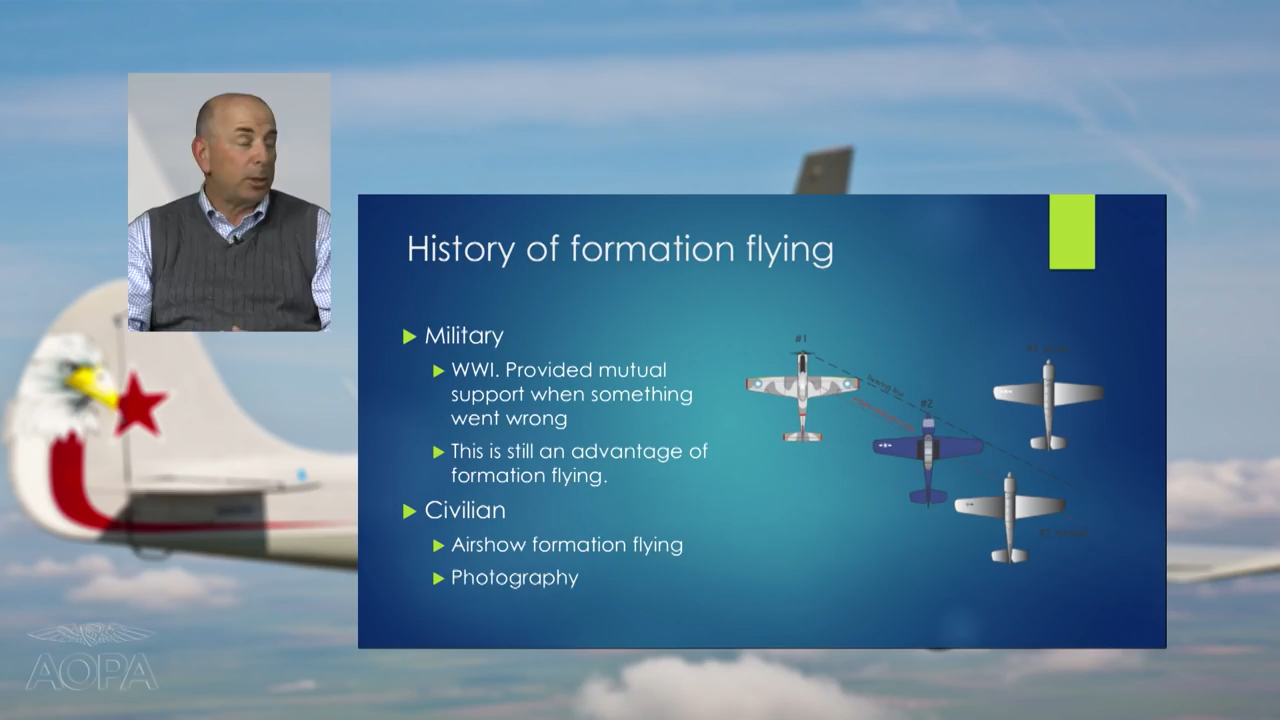 History of formation flying
Military
WWI. Provided mutual
support when something
went wrong
This is still an advantage of
formation flying.
Civilian
Airshow formation flying
Photography
#1
#2
AOPA